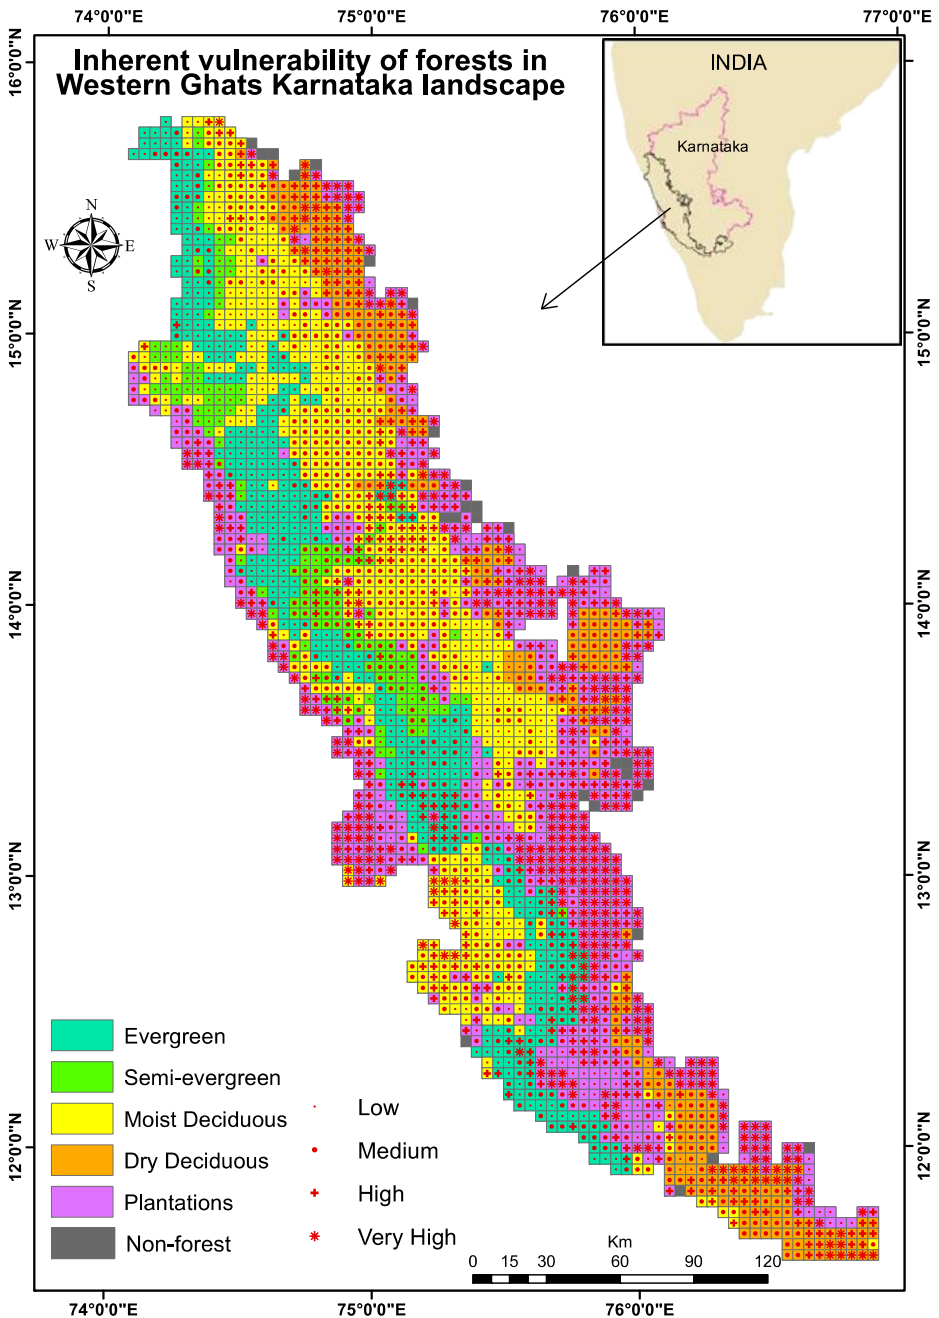 74°0'0"E 75°0'0"E 76°0'0"E 77°0'0"E
Inherent vulnerability of forests in
Western Ghats Karnataka landscape
INDIA
Karnataka
N
W E
S
16°0'0"N
15°0'0"N 15°0'0"N
14°0'0"N 14°0'0"N
13°0'0"N 13°0'0"N
12°0'0"N 12°0'0"N
Evergreen
Semi-evergreen
Moist Deciduous
Dry Deciduous
Plantations
Non-forest
Low
Medium
High
Very High
Km
0 15 30 60 90 120
74°0'0"E 75°0'0"E 76°0'0"E